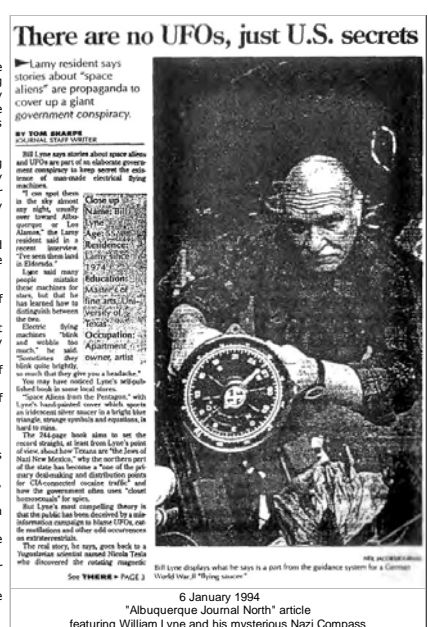 There are no UFOs, just U.S. secrets
►Lamy resident says
stories about "space
aliens" are propaganda to
cover up a giant
government conspiracy.
BY TOM SHARPE
JOURNAL STAFF WRITER
Bill Lyne says stories about space aliens
and UFOs are part of an elaborate govern-
ment conspiracy to keep secret the exis-
tence of man-made electrical flying
machines.
"I can spot them
in the sky almost
any night, usually
over toward Albu-
querque or Los
Alamos," the Lamy
resident said in a
recent interview.
"I've seen them land
in Eldorado."
Lyne said many
people mistake
these machines for
stars, but that he
has learned how to
distinguish between
the two.
Electric flying
machines "blink
and wobble too
much," he said.
"Sometimes they
blink quite brightly,
so much that they give you a headache."
Close up
Name: Bill
Lyne
Age:
Residence:
Lamy since
1974
Education:
Master's of
fine arts, Uni-
versity of
Texas
Occupation:
Apartment
owner, artist
You may have noticed Lyne's self-pub-
lished book in some local stores.
"Space Aliens from the Pentagon," with
Lyne's hand-painted cover which sports
an iridescent silver saucer in a bright blue
triangle, strange symbols and equations, is
hard to miss.
The 244-page book aims to set the
record straight, at least from Lyne's point
of view, about how Texans are "the Jews of
Nazi New Mexico," why the northern part
of the state has become a "one of the pri-
mary deal-making and distribution points
for CIA-connected cocaine traffic" and
how the government often uses "closet
homosexuals" for spies.
But Lyne's most compelling theory is
that the public has been deceived by a mis-
information campaign to blame UFOs, cat-
tle mutilations and other odd occurrences
on extraterrestrials.
The real story, he says, goes back to a
Yugoslavian scientist named Nicola Tesla
who discovered the rotating magnetic
See THERE ► PAGE 3
Bill Lyne displays what he says is a part from the guidance system for a German
World War II "flying saucer."
6 January 1994
"Albuquerque Journal North" article
featuring William Lyne and his mysterious Nazi Compass